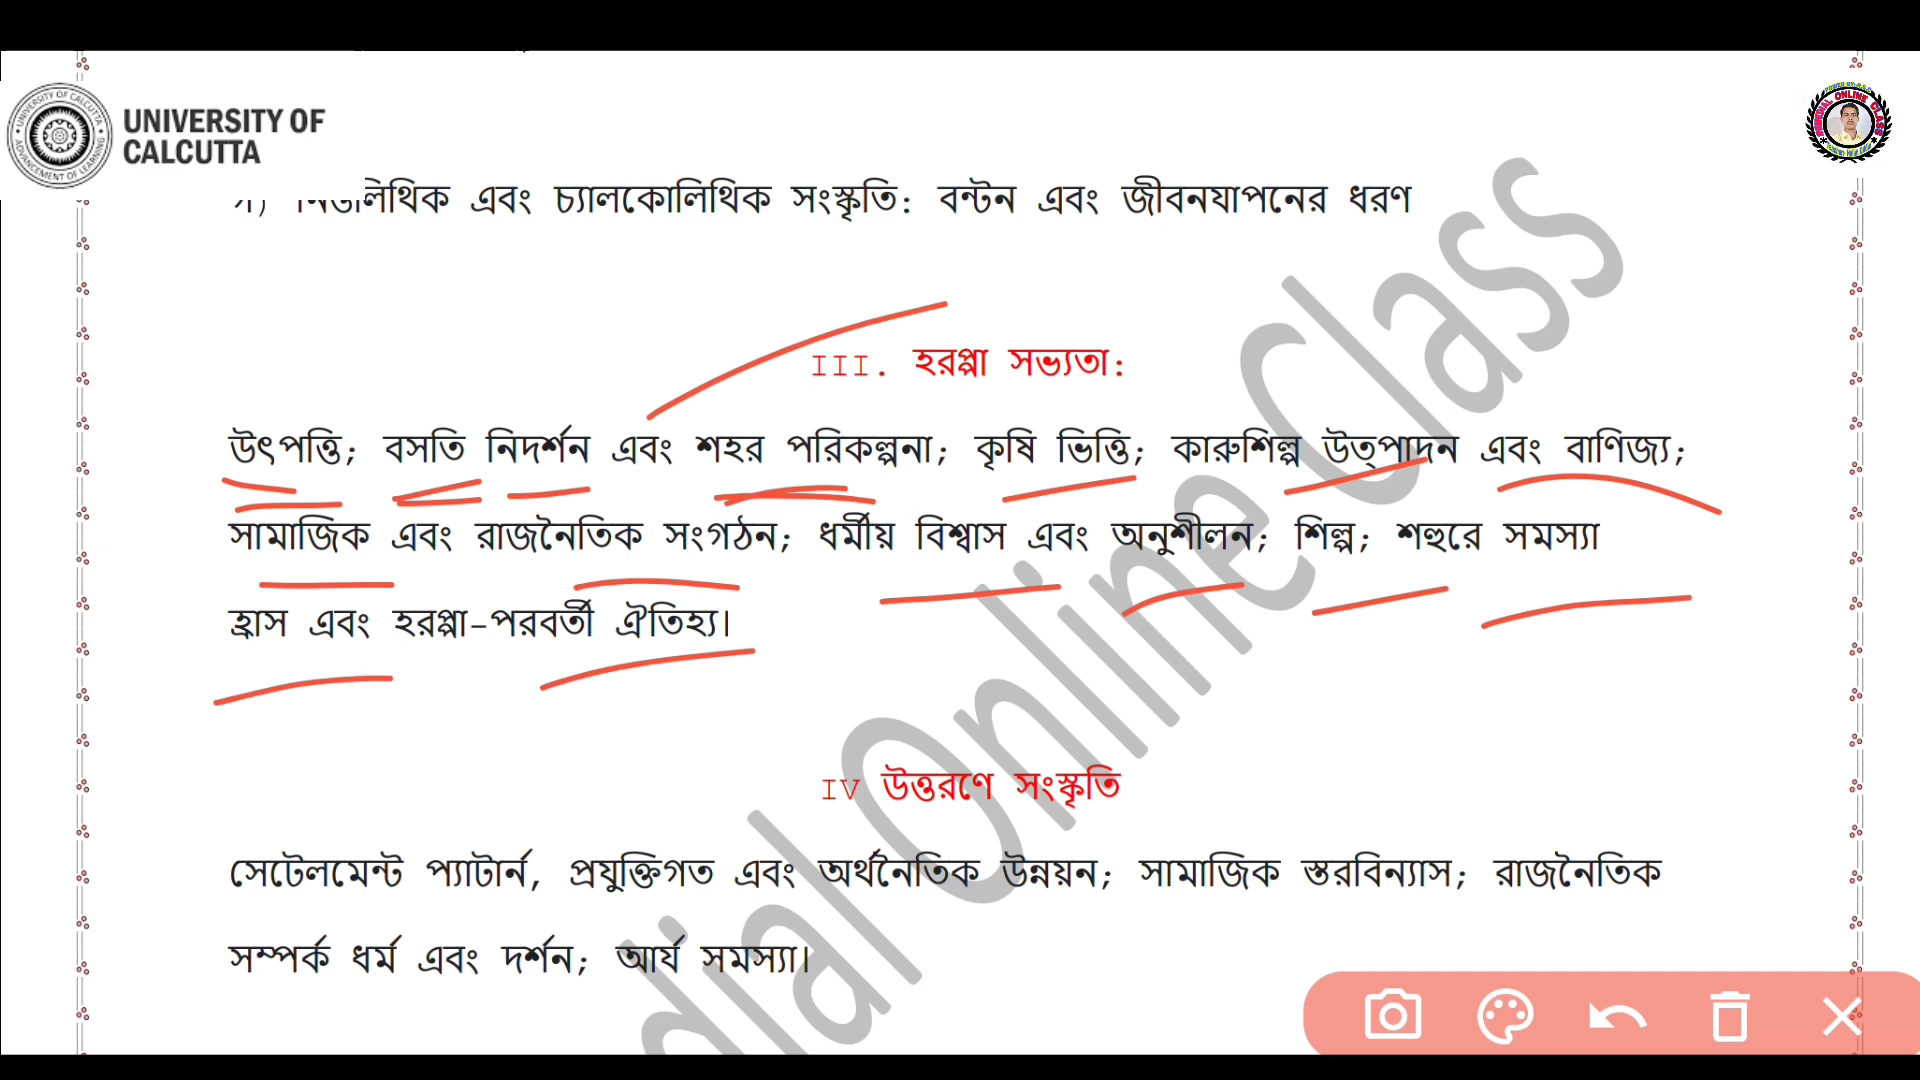 UNIVERSITY OF
CALCUTTA
এবং চ্যালকোলিথিক সংস্কৃতি: বন্টন এবং জীবনযাপনের ধরণ
III. হরপ্পা সভ্যতা:
উৎপত্তি; বসতি নিদর্শন এবং শহর পরিকল্পনা; কৃষি ভিত্তি; কারুশিল্প উত্পাদন এবং বাণিজ্য;
সামাজিক এবং রাজনৈতিক সংগঠন; ধর্মীয় বিশ্বাস এবং অনুশীলন; শিল্প; শহুরে সমস্যা
হ্রাস এবং হরপ্পা-পরবর্তী ঐতিহ্য।
IV উত্তরণে সংস্কৃতি
সেটেলমেন্ট প্যাটার্ন, প্রযুক্তিগত এবং অর্থনৈতিক উন্নয়ন; সামাজিক স্তরবিন্যাস; রাজনৈতিক
সম্পর্ক ধর্ম এবং দর্শন; আর্য সমস্যা।
Online Class